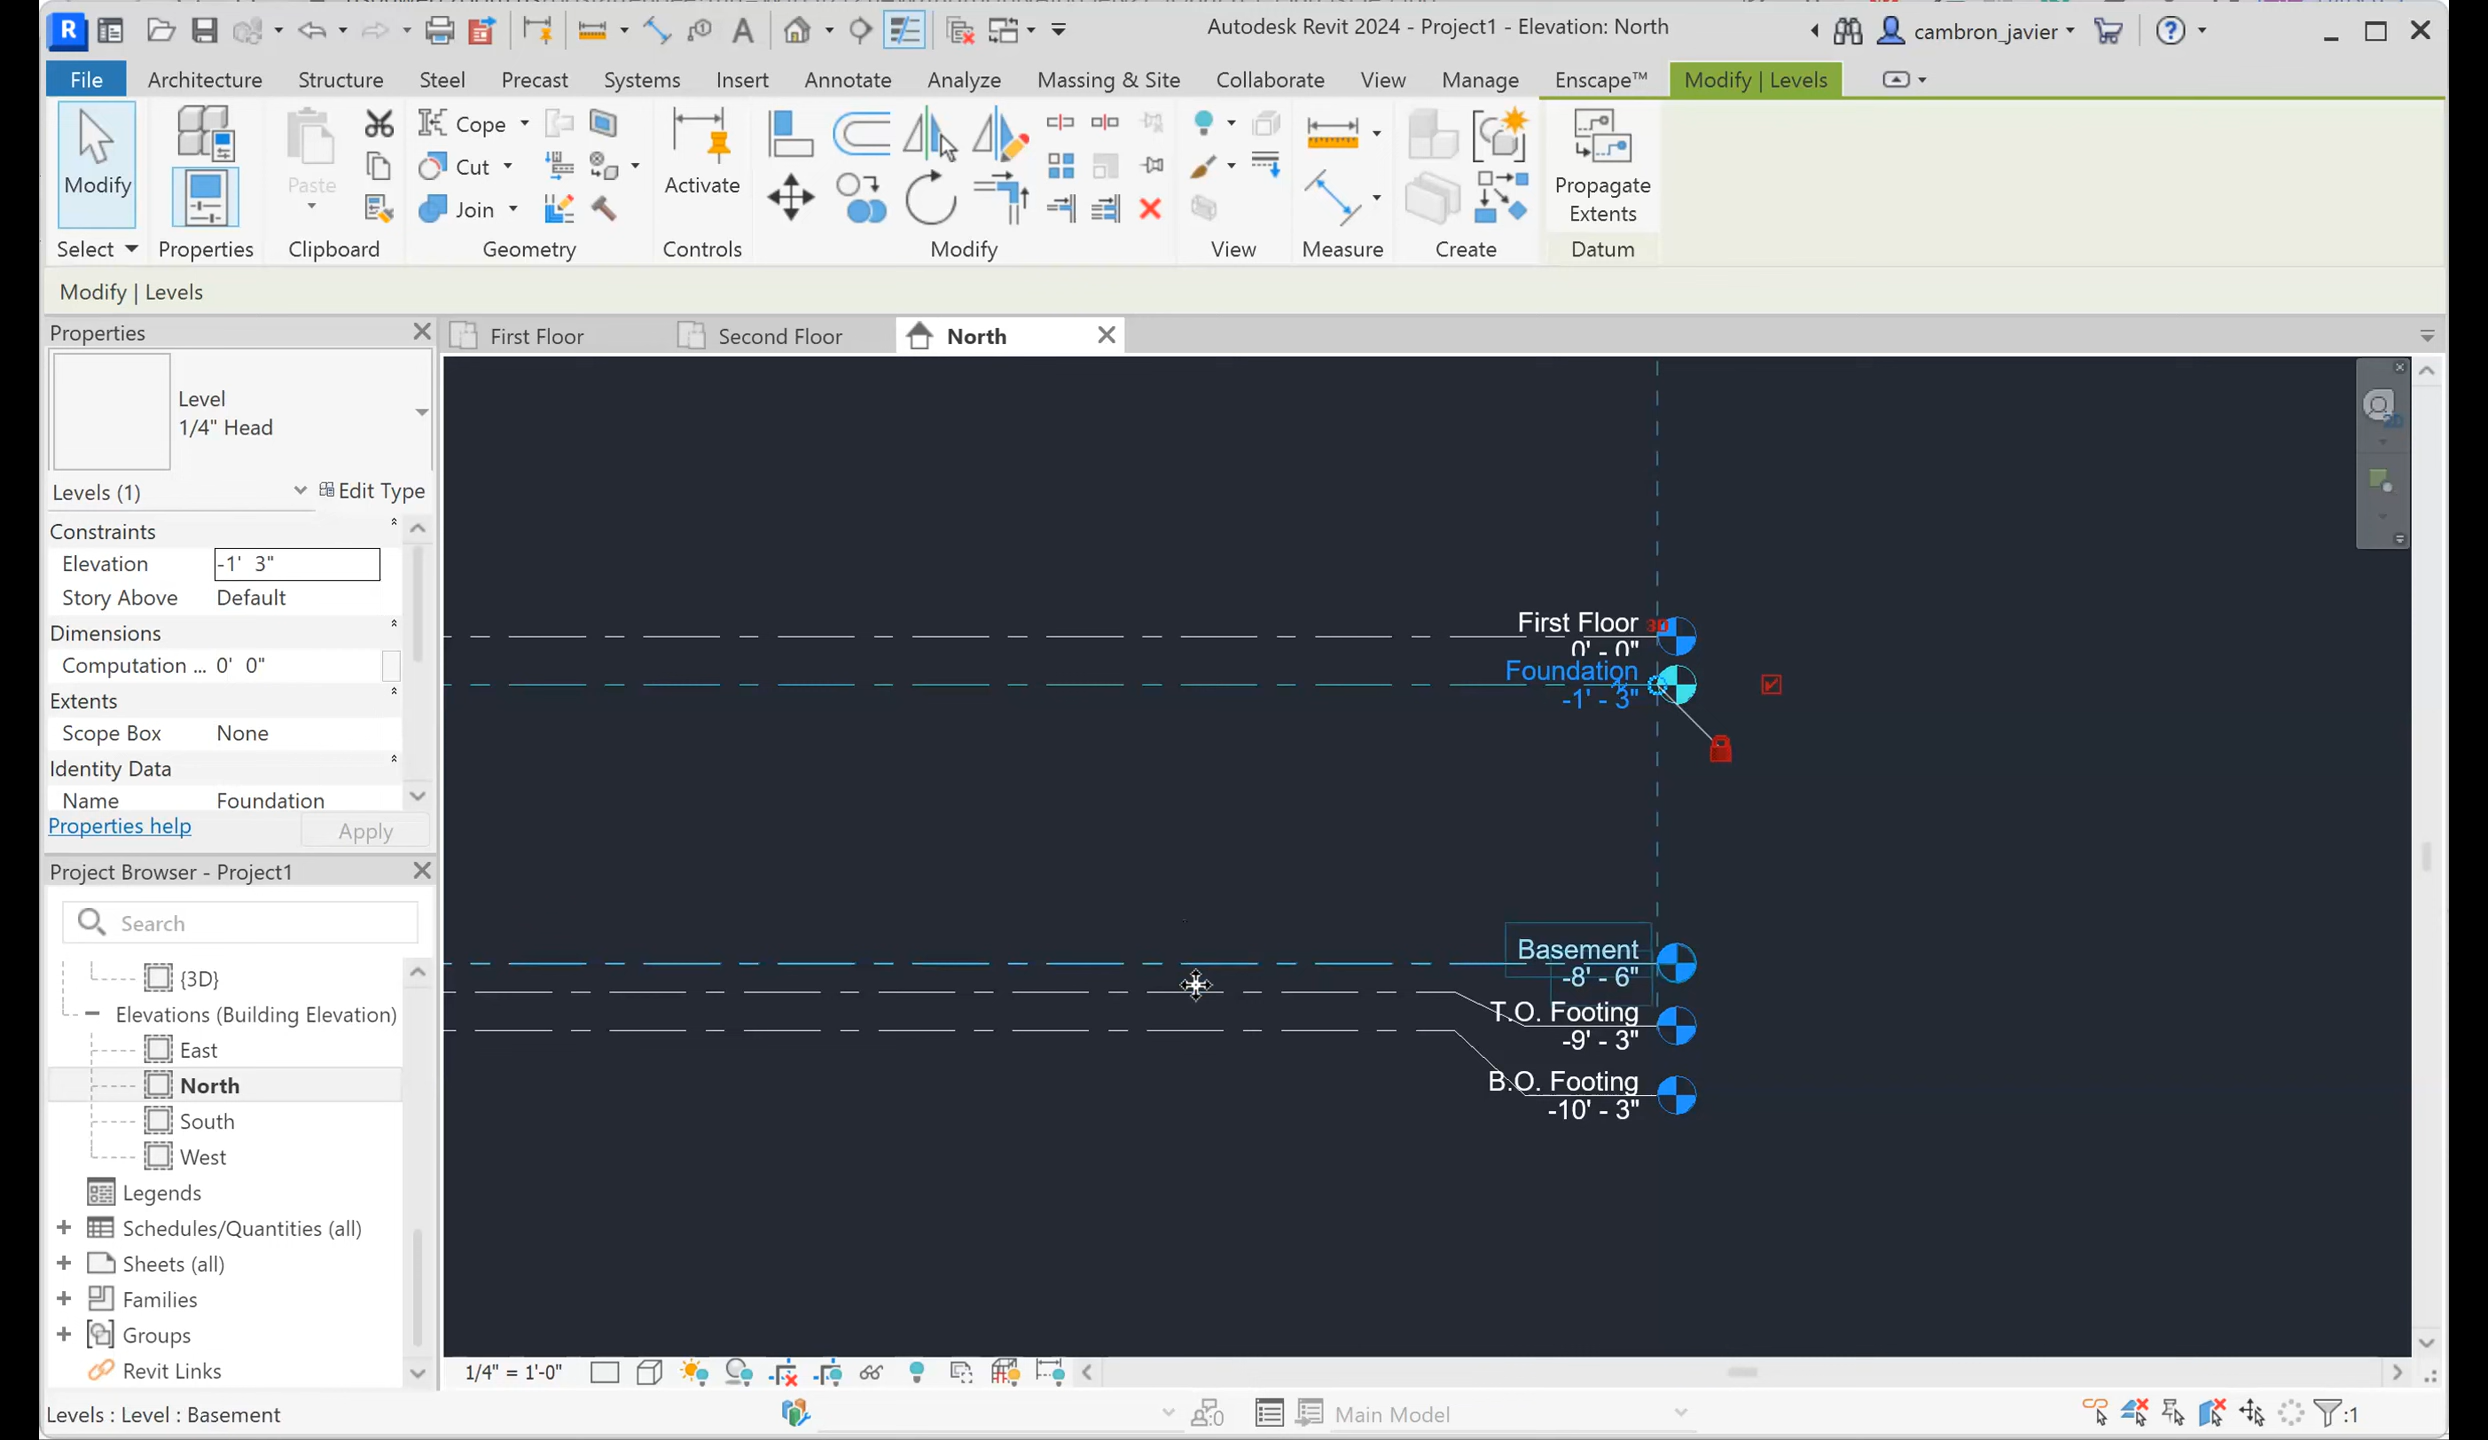 Autodesk Revit 2024 - Project1 - Elevation: North
cambron_javier
File Architecture Structure Steel Precast Systems Insert Annotate Analyze Massing & Site Collaborate View Manage Enscape™ Modify | Levels
Modify
Paste
Cope
Cut
Join
Activate
Propagate
Extents
Select Properties Clipboard Geometry Controls Modify View Measure Create Datum
Modify | Levels
Properties
First Floor Second Floor North
Level
1/4" Head
Levels (1) Edit Type
Constraints
Elevation -1' 3"
Story Above Default
Dimensions
Computation ... 0' 0"
Extents
Scope Box None
Identity Data
Name Foundation
Properties help Apply
Project Browser - Project1
Search
{3D}
Elevations (Building Elevation)
East
North
South
West
Legends
Schedules/Quantities (all)
Sheets (all)
Families
Groups
Revit Links
First Floor 3D
0' - 0"
Foundation
-1' - 3"
Basement
-8' - 6"
T.O. Footing
-9' - 3"
B.O. Footing
-10' - 3"
1/4" = 1'-0"
Levels : Level : Basement
:0
Main Model
:1